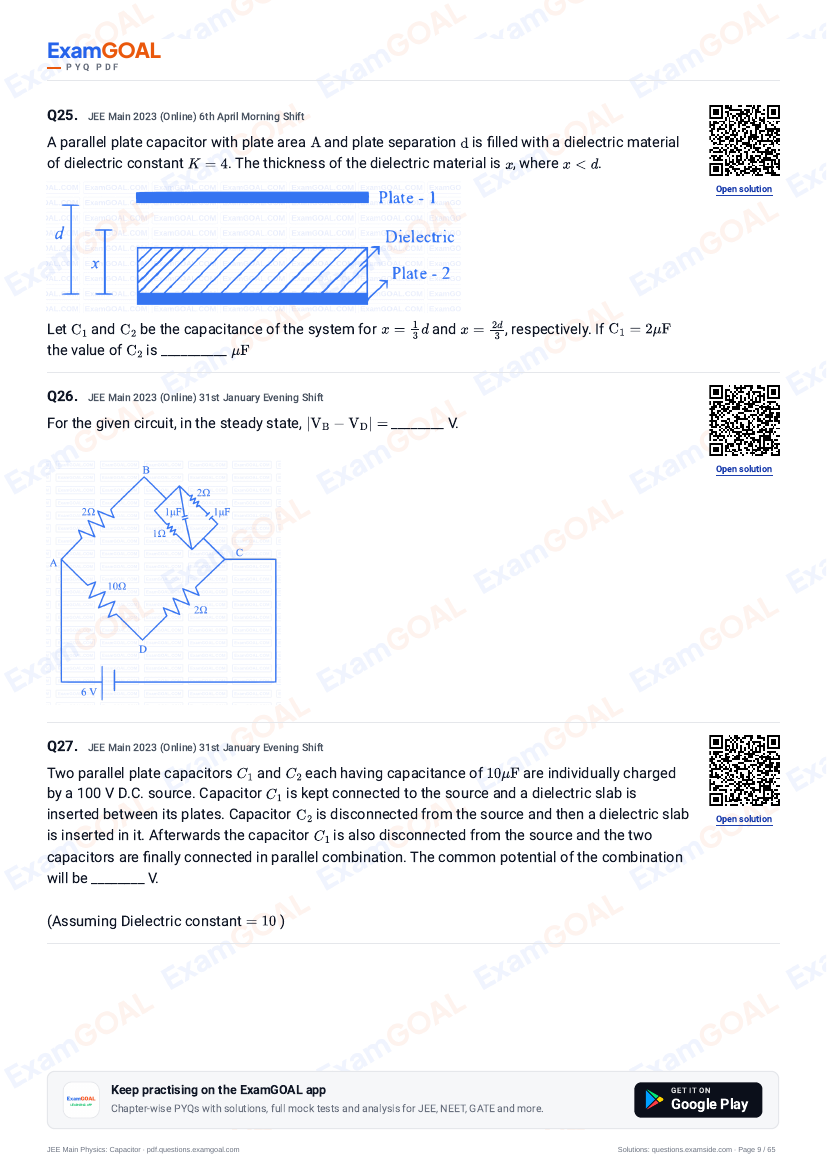 ExamGOAL
PYQ PDF
Q25. JEE Main 2023 (Online) 6th April Morning Shift
A parallel plate capacitor with plate area A and plate separation d is filled with a dielectric material
of dielectric constant K = 4. The thickness of the dielectric material is x, where x < d.
Open solution
Plate - 1
d
x
Dielectric
Plate - 2
Let C₁ and C₂ be the capacitance of the system for x = 1/3 d and x = 2d/3, respectively. If C₁ = 2μF
the value of C₂ is __________ μF
Q26. JEE Main 2023 (Online) 31st January Evening Shift
For the given circuit, in the steady state, |V_B − V_D| = ________ V.
Open solution
B
2Ω
2Ω
1μF
1μF
1Ω
A
C
10Ω
2Ω
D
6 V
Q27. JEE Main 2023 (Online) 31st January Evening Shift
Two parallel plate capacitors C₁ and C₂ each having capacitance of 10μF are individually charged
by a 100 V D.C. source. Capacitor C₁ is kept connected to the source and a dielectric slab is
inserted between its plates. Capacitor C₂ is disconnected from the source and then a dielectric slab
is inserted in it. Afterwards the capacitor C₁ is also disconnected from the source and the two
capacitors are finally connected in parallel combination. The common potential of the combination
will be ________ V.
(Assuming Dielectric constant = 10 )
Open solution
Keep practising on the ExamGOAL app
Chapter-wise PYQs with solutions, full mock tests and analysis for JEE, NEET, GATE and more.
GET IT ON
Google Play
JEE Main Physics: Capacitor · pdf.questions.examgoal.com
Solutions: questions.examside.com · Page 9 / 65